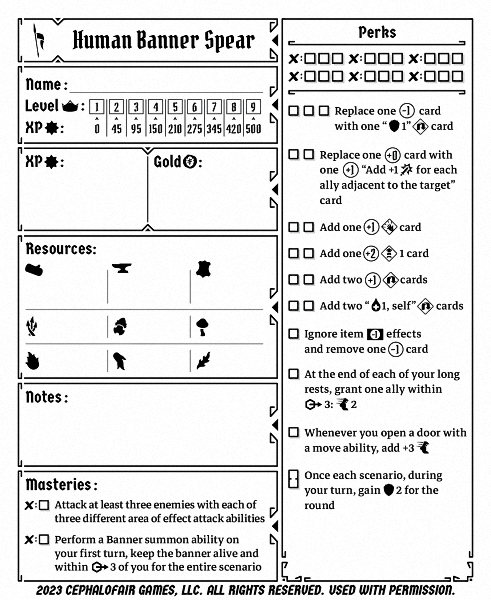 Human Banner Spear
Name:
Level :
1 2 3 4 5 6 7 8 9
XP :
0 45 95 150 210 275 345 420 500
XP :
Gold :
Resources:
Notes:
Masteries:
Attack at least three enemies with each of
three different area of effect attack abilities
Perform a Banner summon ability on
your first turn, keep the banner alive and
within 3 of you for the entire scenario
Perks
Replace one -1 card
with one “ 1” card
Replace one +0 card with
one +1 “Add +1 for each
ally adjacent to the target”
card
Add one +1 card
Add one +2 1 card
Add two +1 cards
Add two “ 1, self” cards
Ignore item -1 effects
and remove one -1 card
At the end of each of your long
rests, grant one ally within
3: 2
Whenever you open a door with
a move ability, add +3
Once each scenario, during
your turn, gain 2 for the
round
2023 CEPHALOFAIR GAMES, LLC. ALL RIGHTS RESERVED. USED WITH PERMISSION.